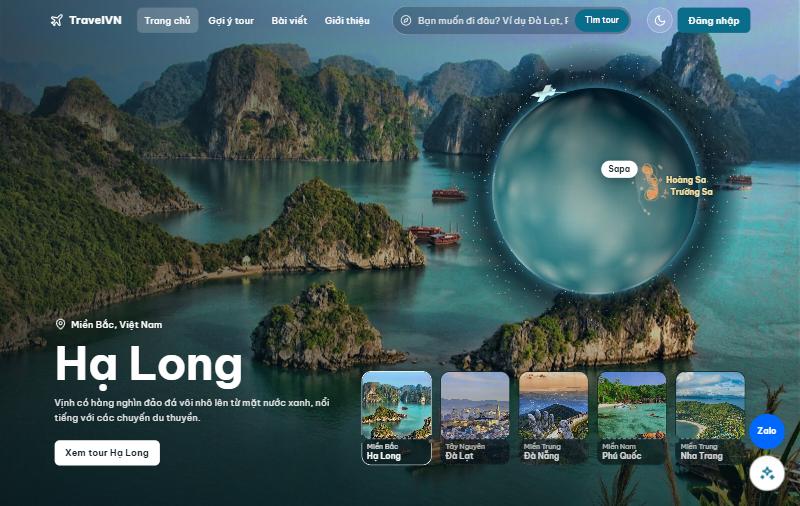 TravelVN
Trang chủ
Gợi ý tour
Bài viết
Giới thiệu
Bạn muốn đi đâu? Ví dụ Đà Lạt, F
Tìm tour
Đăng nhập
Sapa
Hoàng Sa
Trường Sa
Miền Bắc, Việt Nam
Hạ Long
Vịnh có hàng nghìn đảo đá vôi nhô lên từ mặt nước xanh, nổi
tiếng với các chuyến du thuyền.
Xem tour Hạ Long
Miền Bắc
Hạ Long
Tây Nguyên
Đà Lạt
Miền Trung
Đà Nẵng
Miền Nam
Phú Quốc
Miền Trung
Nha Trang
Zalo